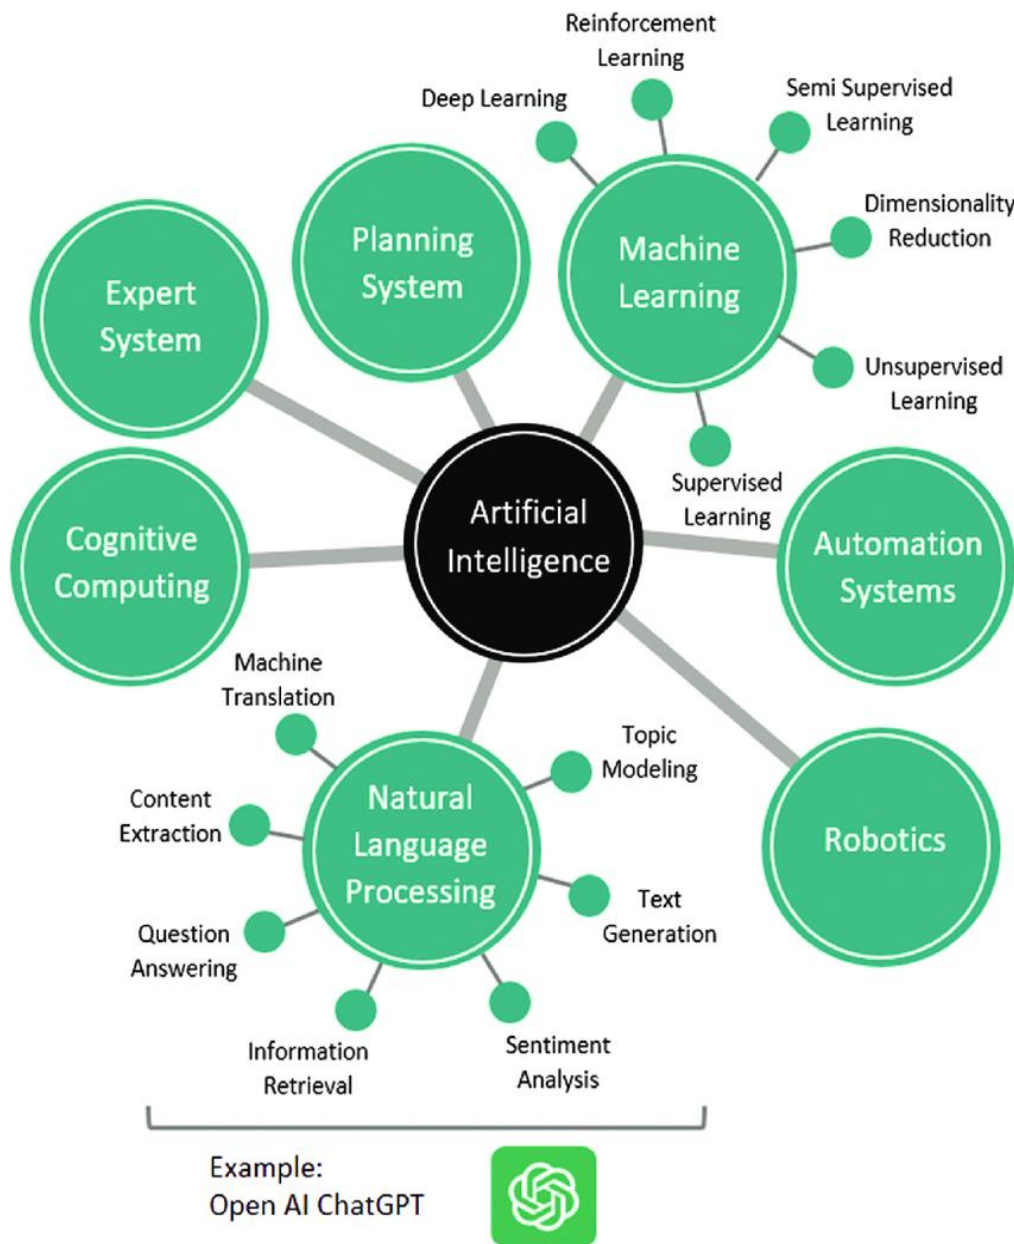 Reinforcement
Learning
Deep Learning
Semi Supervised
Learning
Dimensionality
Reduction
Unsupervised
Learning
Supervised
Learning
Machine
Learning
Planning
System
Expert
System
Cognitive
Computing
Artificial
Intelligence
Automation
Systems
Robotics
Machine
Translation
Content
Extraction
Question
Answering
Information
Retrieval
Sentiment
Analysis
Text
Generation
Topic
Modeling
Natural
Language
Processing
Example:
Open AI ChatGPT